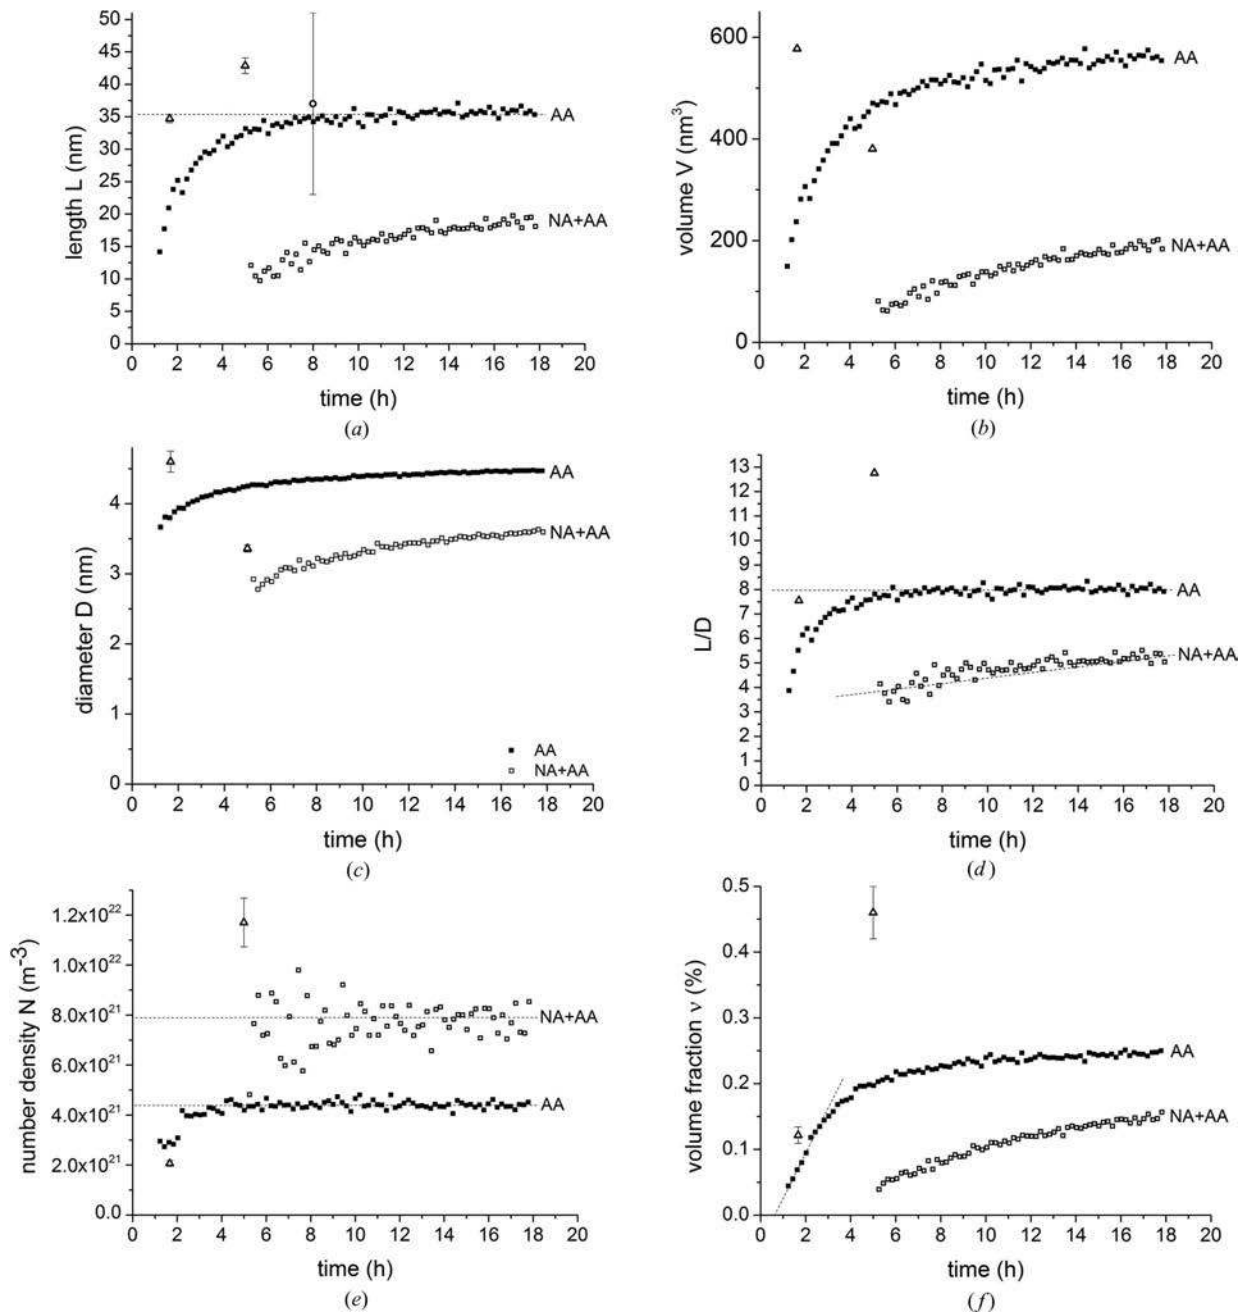 50
45
40
35
30
25
20
15
10
5
0
length L (nm)
AA
NA+AA
0 2 4 6 8 10 12 14 16 18 20
time (h)
(a)
600
400
200
0
volume V (nm³)
AA
NA+AA
0 2 4 6 8 10 12 14 16 18 20
time (h)
(b)
4
3
2
1
0
diameter D (nm)
AA
NA+AA
AA
NA+AA
0 2 4 6 8 10 12 14 16 18 20
time (h)
(c)
13
12
11
10
9
8
7
6
5
4
3
2
1
0
L/D
AA
NA+AA
0 2 4 6 8 10 12 14 16 18 20
time (h)
(d)
1.2x10²²
1.0x10²²
8.0x10²¹
6.0x10²¹
4.0x10²¹
2.0x10²¹
0.0
number density N (m⁻³)
NA+AA
AA
0 2 4 6 8 10 12 14 16 18 20
time (h)
(e)
0.5
0.4
0.3
0.2
0.1
0.0
volume fraction ν (%)
AA
NA+AA
0 2 4 6 8 10 12 14 16 18 20
time (h)
(f)